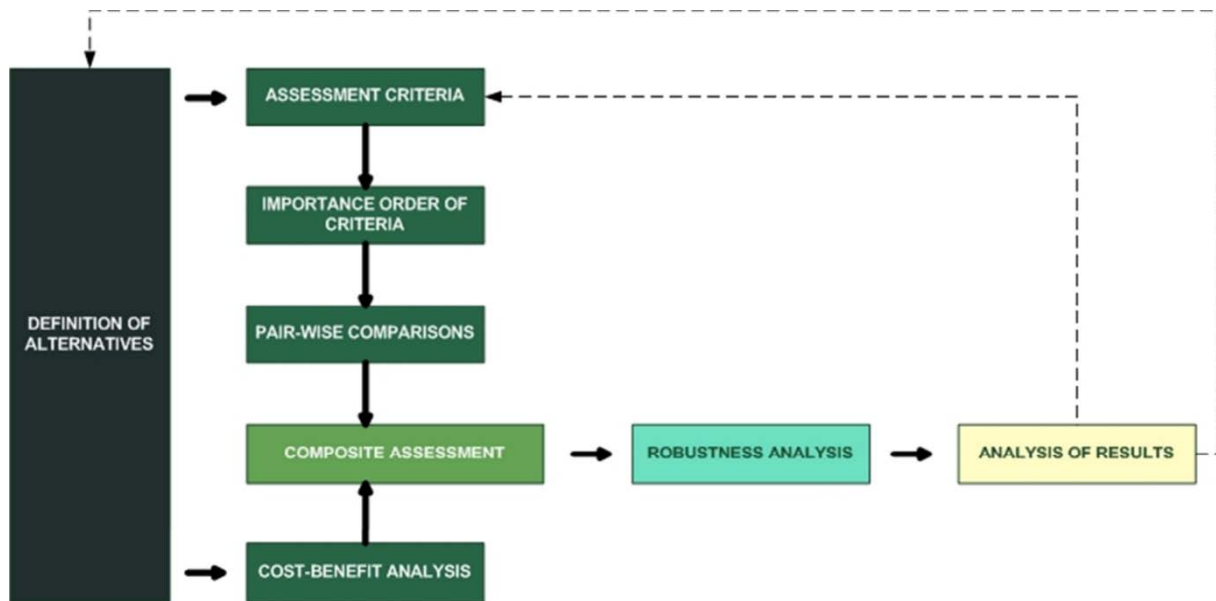 ASSESSMENT CRITERIA
IMPORTANCE ORDER OF
CRITERIA
DEFINITION OF
ALTERNATIVES
PAIR-WISE COMPARISONS
COMPOSITE ASSESSMENT
ROBUSTNESS ANALYSIS
ANALYSIS OF RESULTS
COST-BENEFIT ANALYSIS